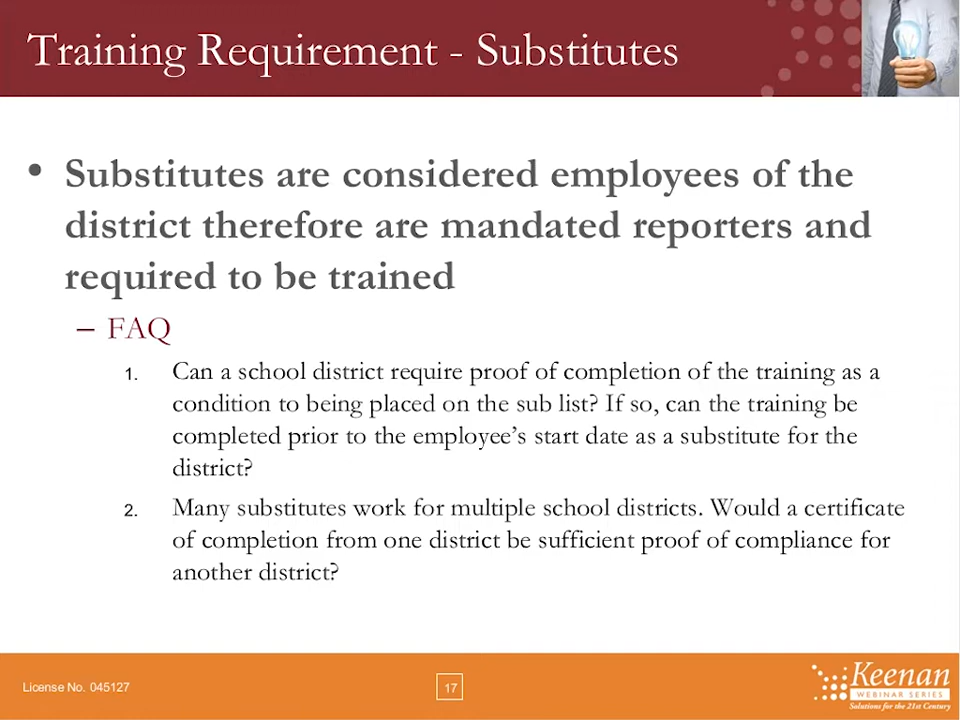 Training Requirement - Substitutes
• Substitutes are considered employees of the
district therefore are mandated reporters and
required to be trained
– FAQ
1. Can a school district require proof of completion of the training as a
condition to being placed on the sub list? If so, can the training be
completed prior to the employee’s start date as a substitute for the
district?
2. Many substitutes work for multiple school districts. Would a certificate
of completion from one district be sufficient proof of compliance for
another district?
License No. 045127
17
Keenan
WEBINAR SERIES
Solutions for the 21st Century